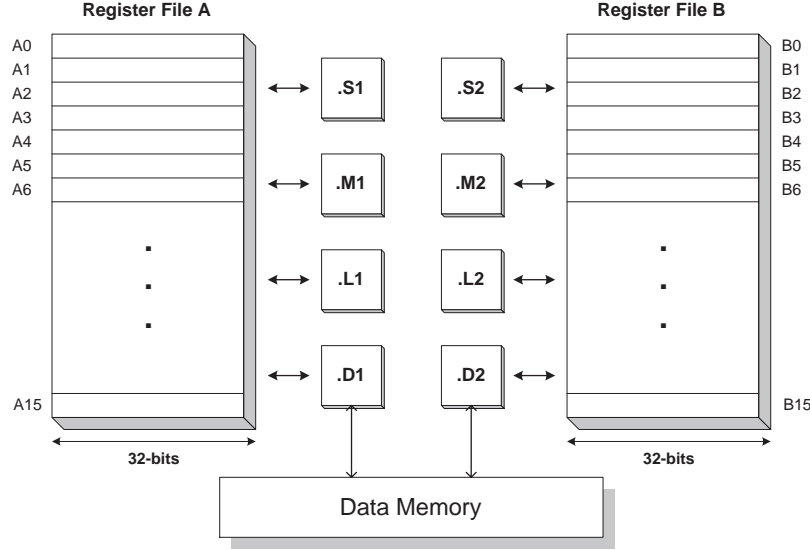 Register File A
Register File B
A0
A1
A2
A3
A4
A5
A6
A15
.S1
.S2
.M1
.M2
.L1
.L2
.D1
.D2
B0
B1
B2
B3
B4
B5
B6
B15
32-bits
32-bits
Data Memory